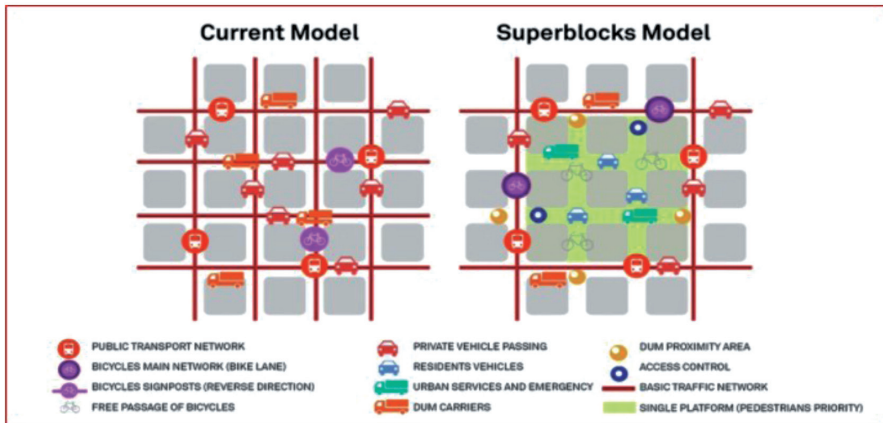 Current Model
Superblocks Model
PUBLIC TRANSPORT NETWORK
BICYCLES MAIN NETWORK (BIKE LANE)
BICYCLES SIGNPOSTS (REVERSE DIRECTION)
FREE PASSAGE OF BICYCLES
PRIVATE VEHICLE PASSING
RESIDENTS VEHICLES
URBAN SERVICES AND EMERGENCY
DUM CARRIERS
DUM PROXIMITY AREA
ACCESS CONTROL
BASIC TRAFFIC NETWORK
SINGLE PLATFORM (PEDESTRIANS PRIORITY)